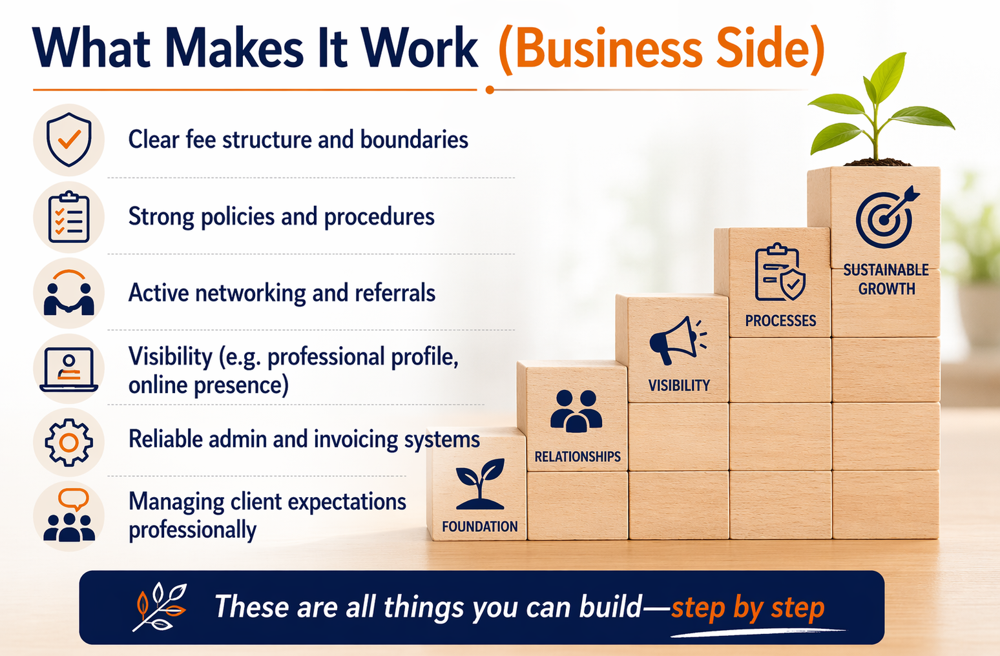 What Makes It Work (Business Side)
Clear fee structure and boundaries
Strong policies and procedures
Active networking and referrals
Visibility (e.g. professional profile,
online presence)
Reliable admin and invoicing systems
Managing client expectations
professionally
FOUNDATION
RELATIONSHIPS
VISIBILITY
PROCESSES
SUSTAINABLE
GROWTH
These are all things you can build—step by step